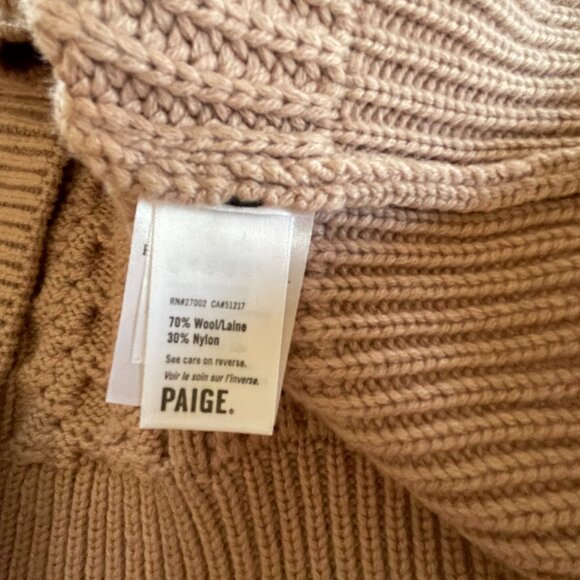 RN#27002 CA#51217
70% Wool/Laine
30% Nylon
See care on reverse.
Voir le soin sur l'inverse.
PAIGE.